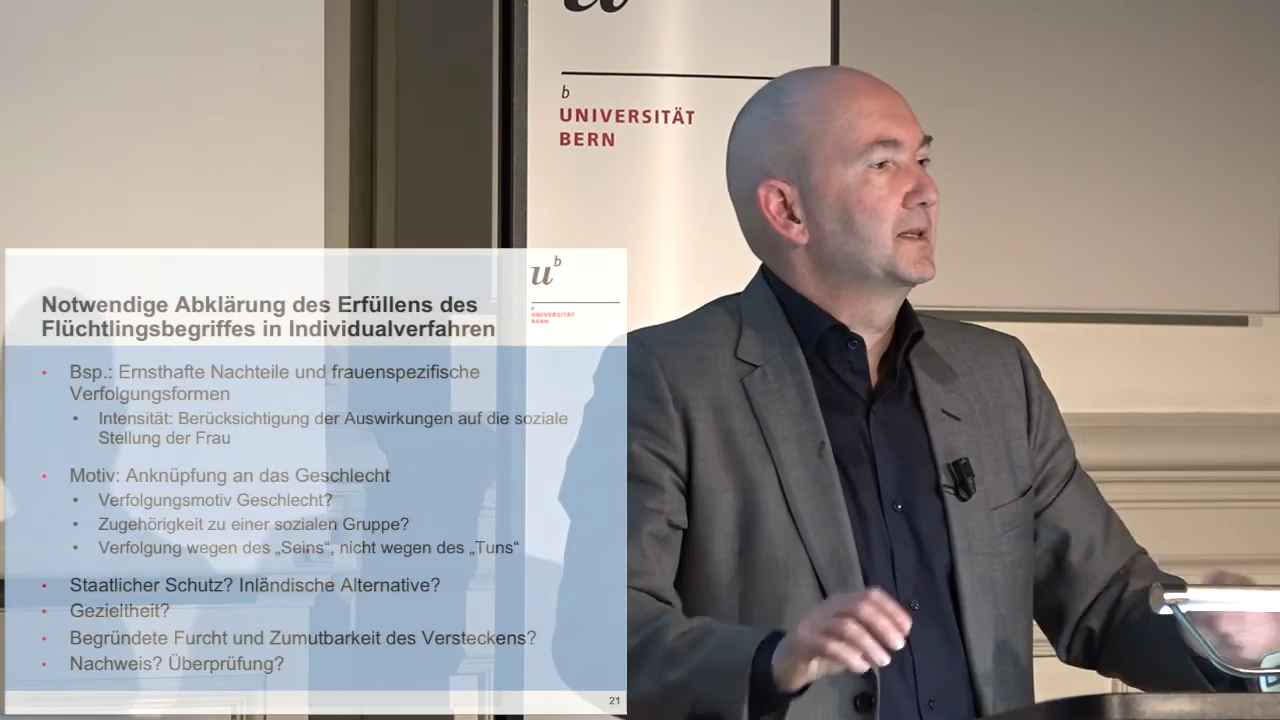 b
UNIVERSITÄT
BERN
u b
b
UNIVERSITÄT
BERN
Notwendige Abklärung des Erfüllens des
Flüchtlingsbegriffes in Individualverfahren
• Bsp.: Ernsthafte Nachteile und frauenspezifische
Verfolgungsformen
• Intensität: Berücksichtigung der Auswirkungen auf die soziale
Stellung der Frau
• Motiv: Anknüpfung an das Geschlecht
• Verfolgungsmotiv Geschlecht?
• Zugehörigkeit zu einer sozialen Gruppe?
• Verfolgung wegen des „Seins“, nicht wegen des „Tuns“
• Staatlicher Schutz? Inländische Alternative?
• Gezieltheit?
• Begründete Furcht und Zumutbarkeit des Versteckens?
• Nachweis? Überprüfung?
21